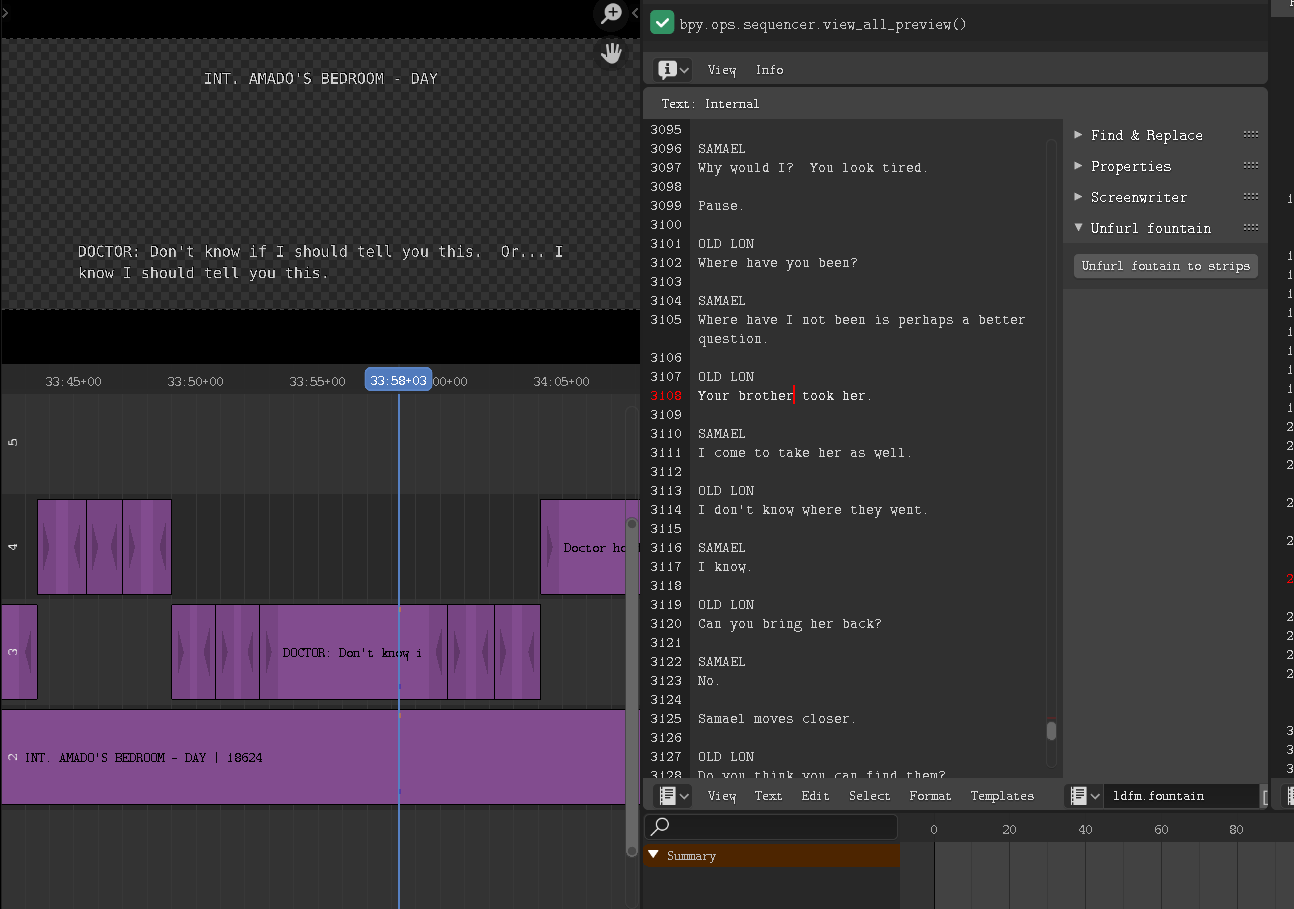 INT. AMADO'S BEDROOM - DAY
DOCTOR: Don't know if I should tell you this.  Or... I
know I should tell you this.
33:45+00
33:50+00
33:55+00
33:58+03
00+00
34:05+00
5
4
Doctor ho
3
DOCTOR: Don't know i
2
INT. AMADO'S BEDROOM - DAY | 18624
bpy.ops.sequencer.view_all_preview()
View Info
Text: Internal
3095
3096 SAMAEL
3097 Why would I?  You look tired.
3098
3099 Pause.
3100
3101 OLD LON
3102 Where have you been?
3103
3104 SAMAEL
3105 Where have I not been is perhaps a better
question.
3106
3107 OLD LON
3108 Your brother took her.
3109
3110 SAMAEL
3111 I come to take her as well.
3112
3113 OLD LON
3114 I don't know where they went.
3115
3116 SAMAEL
3117 I know.
3118
3119 OLD LON
3120 Can you bring her back?
3121
3122 SAMAEL
3123 No.
3124
3125 Samael moves closer.
3126
3127 OLD LON
3128 Do you think you can find them?
Find & Replace
Properties
Screenwriter
Unfurl fountain
Unfurl foutain to strips
View Text Edit Select Format Templates
ldfm.fountain
0 20 40 60 80
Summary